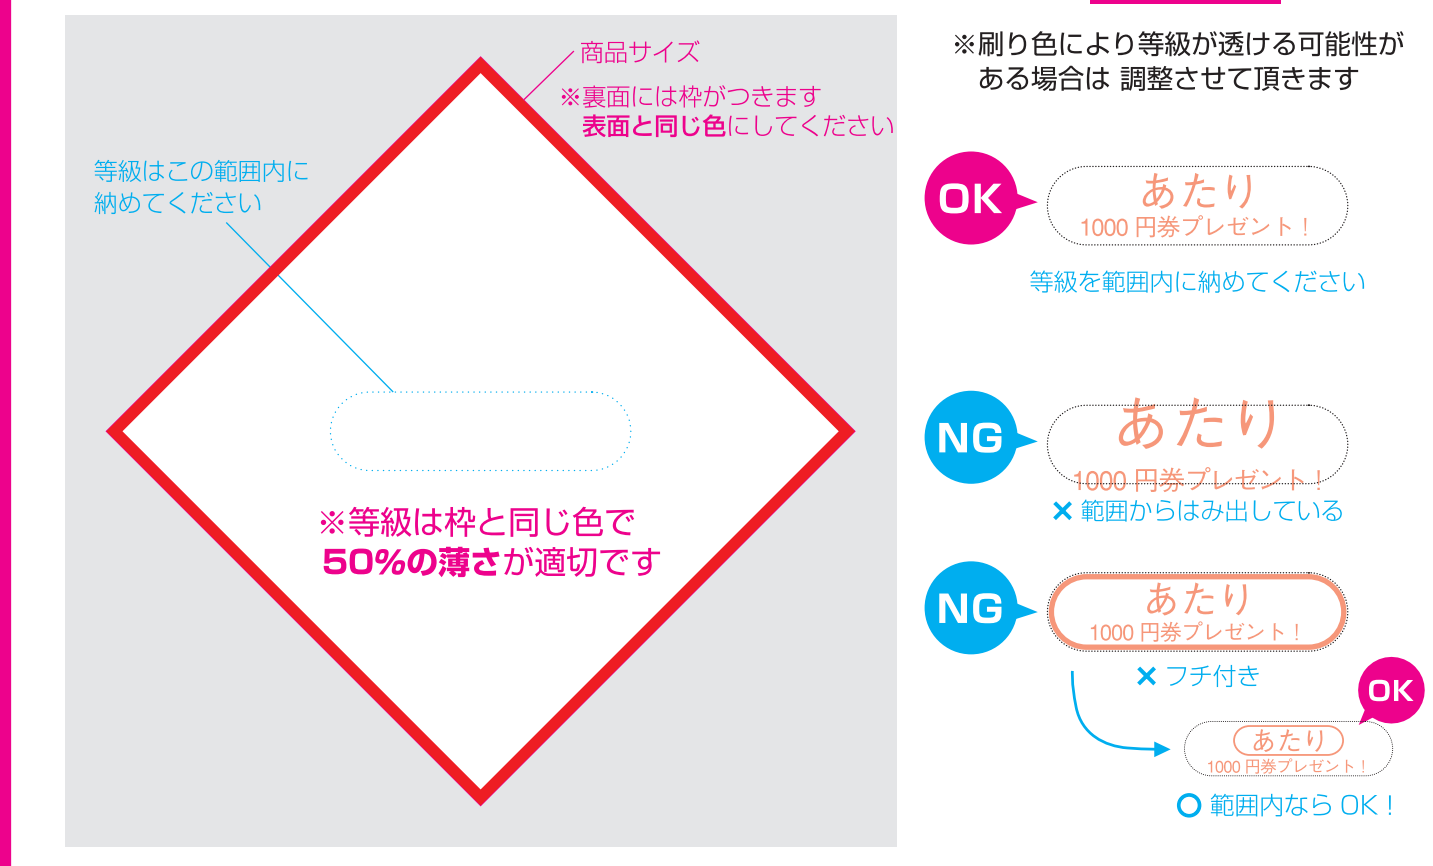 商品サイズ
※裏面には枠がつきます
表面と同じ色にしてください
等級はこの範囲内に
納めてください
※等級は枠と同じ色で
50%の薄さが適切です
※刷り色により等級が透ける可能性が
ある場合は 調整させて頂きます
OK
あたり
1000 円券プレゼント！
等級を範囲内に納めてください
NG
あたり
1000 円券プレゼント！
× 範囲からはみ出している
NG
あたり
1000 円券プレゼント！
× フチ付き
OK
あたり
1000 円券プレゼント！
○ 範囲内なら OK！